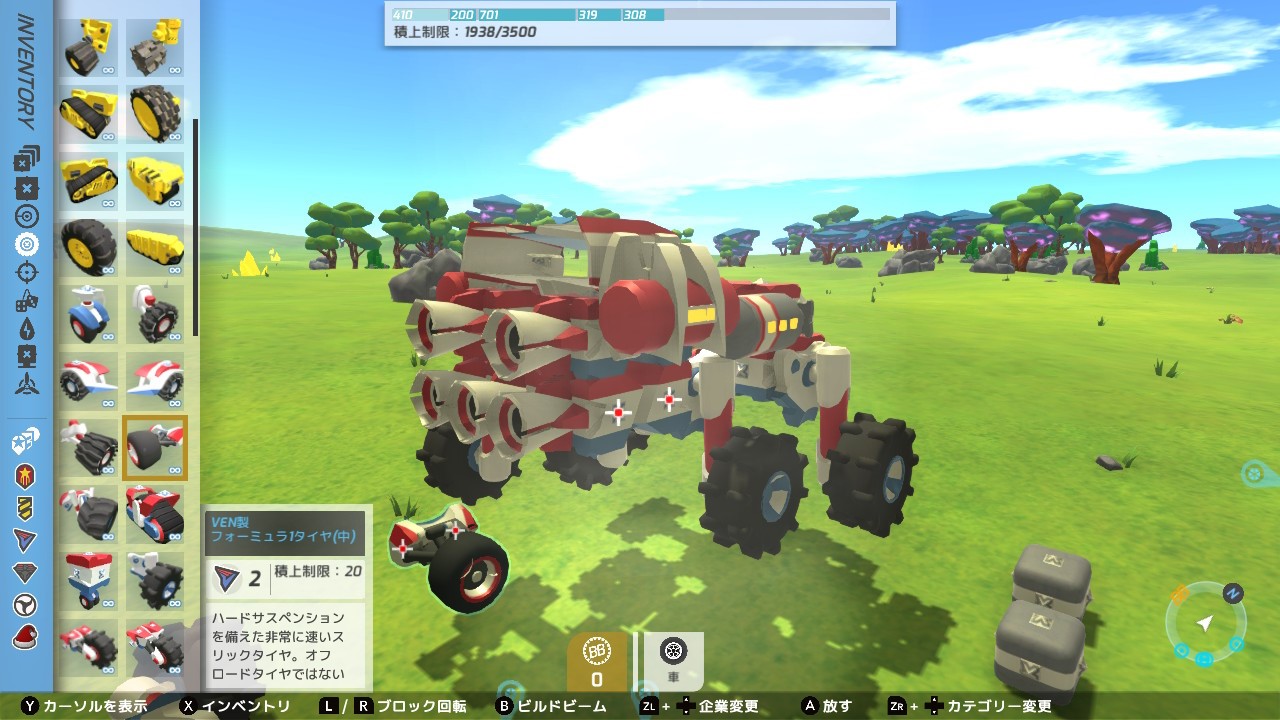 INVENTORY
410 200 701 319 308
積上制限：1938/3500
VEN製
フォーミュラ1タイヤ(中)
2 積上制限：20
ハードサスペンション
を備えた非常に速いス
リックタイヤ。オフ
ロードタイヤではない
BB
0
車
N
Y カーソルを表示 X インベントリ L / R ブロック回転 B ビルドビーム ZL + 企業変更 A 放す ZR + カテゴリー変更